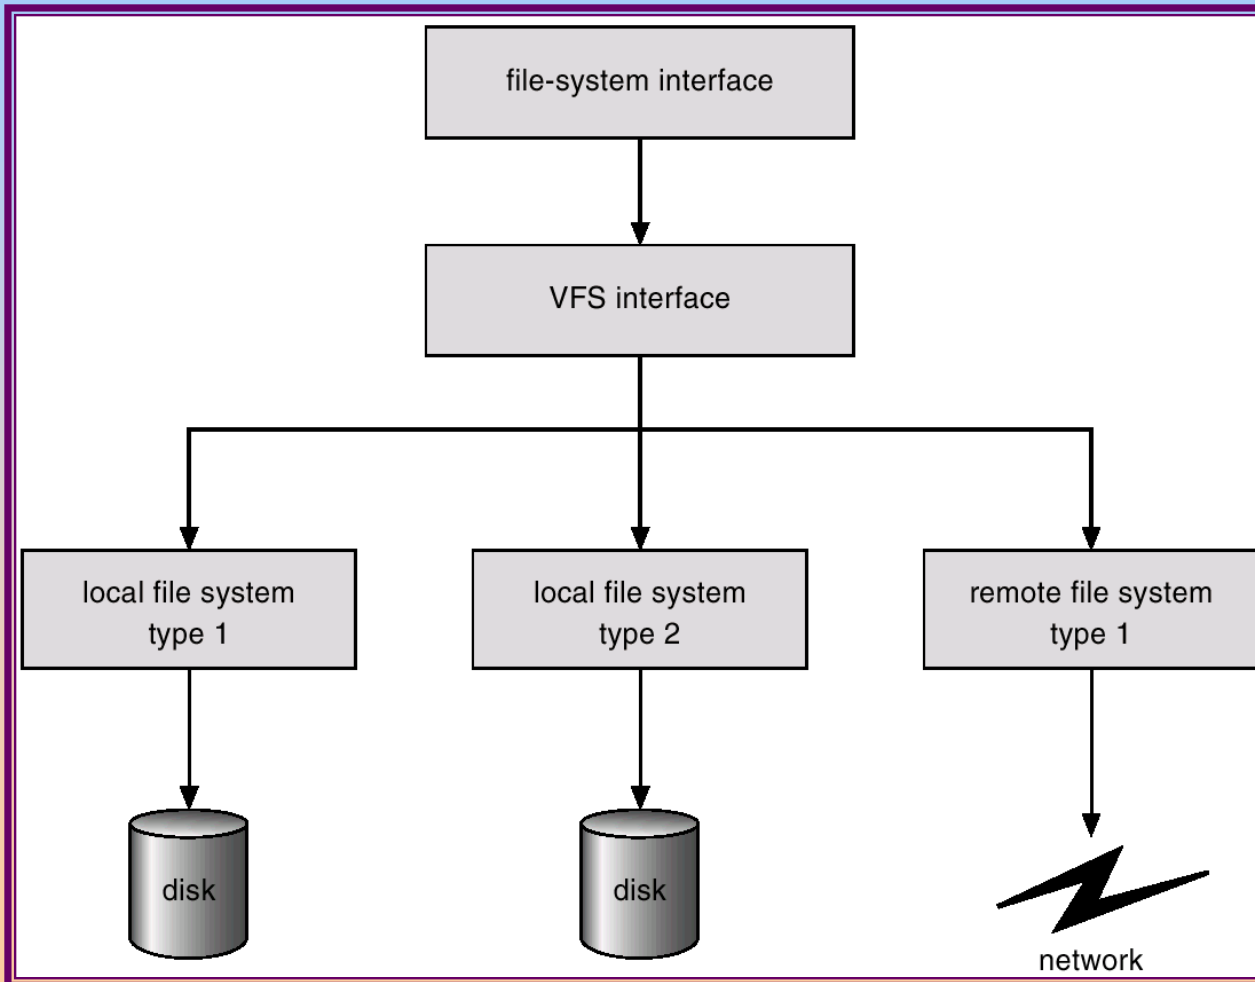 file-system interface
VFS interface
local file system
type 1
local file system
type 2
remote file system
type 1
disk
disk
network